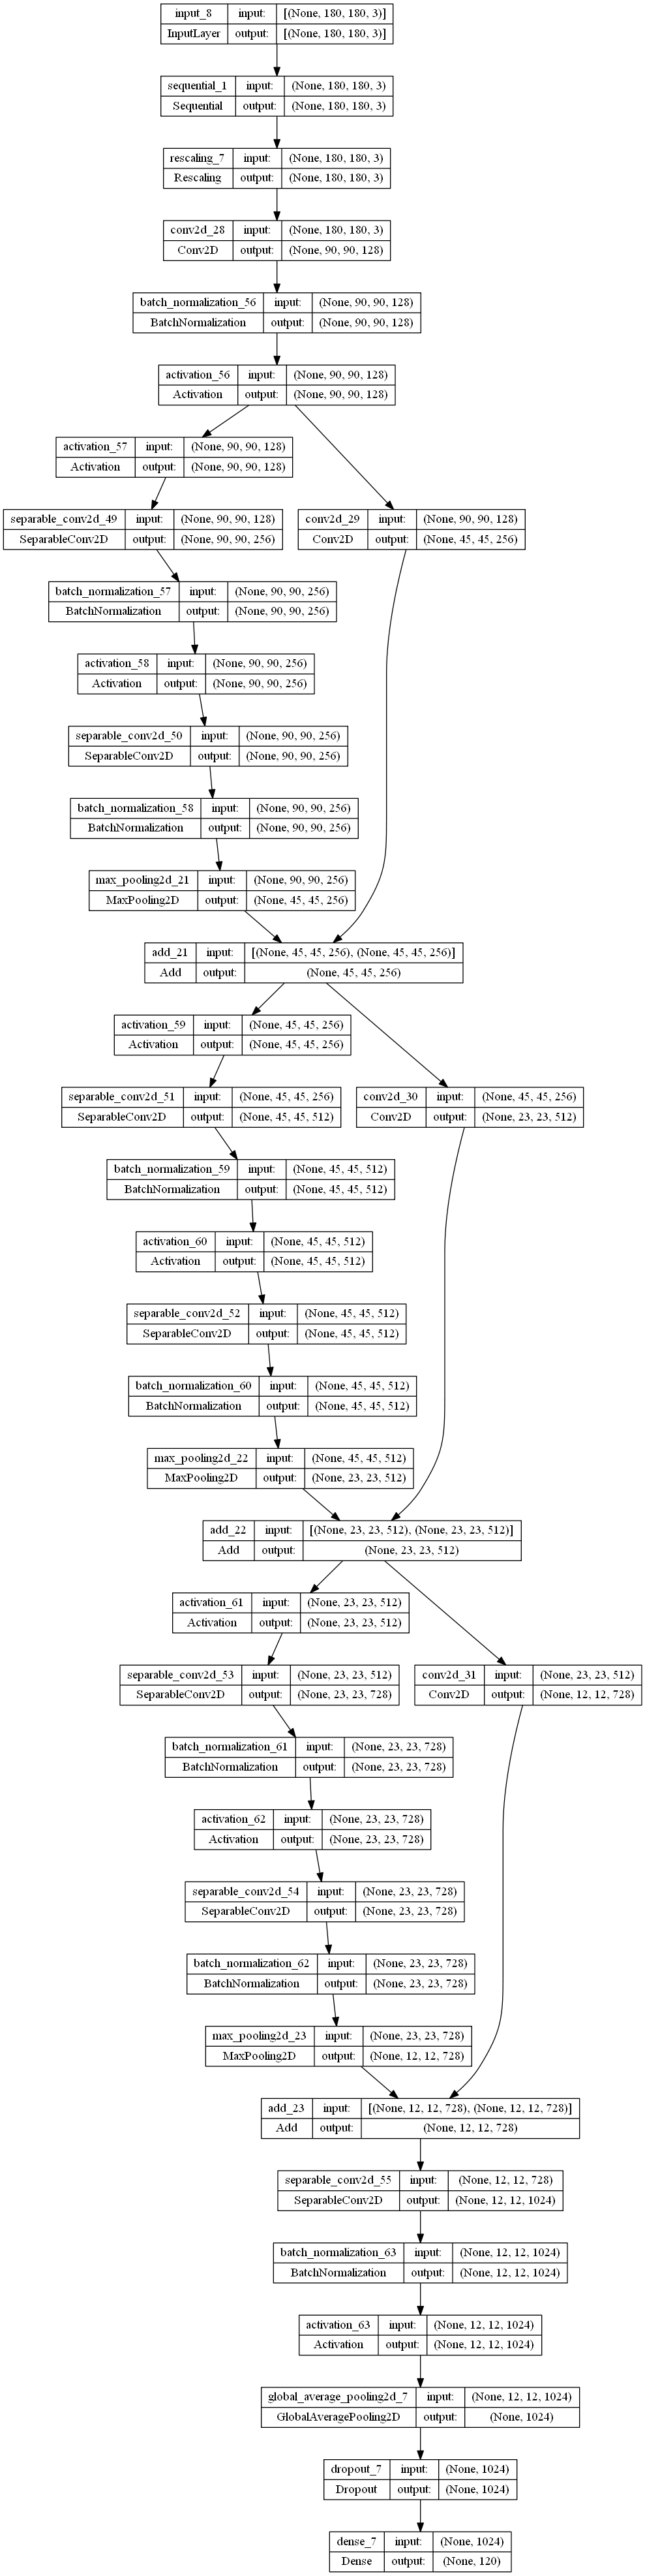 input_8 input: [(None, 180, 180, 3)]
InputLayer output: [(None, 180, 180, 3)]
sequential_1 input: (None, 180, 180, 3)
Sequential output: (None, 180, 180, 3)
rescaling_7 input: (None, 180, 180, 3)
Rescaling output: (None, 180, 180, 3)
conv2d_28 input: (None, 180, 180, 3)
Conv2D output: (None, 90, 90, 128)
batch_normalization_56 input: (None, 90, 90, 128)
BatchNormalization output: (None, 90, 90, 128)
activation_56 input: (None, 90, 90, 128)
Activation output: (None, 90, 90, 128)
activation_57 input: (None, 90, 90, 128)
Activation output: (None, 90, 90, 128)
separable_conv2d_49 input: (None, 90, 90, 128) conv2d_29 input: (None, 90, 90, 128)
SeparableConv2D output: (None, 90, 90, 256) Conv2D output: (None, 45, 45, 256)
batch_normalization_57 input: (None, 90, 90, 256)
BatchNormalization output: (None, 90, 90, 256)
activation_58 input: (None, 90, 90, 256)
Activation output: (None, 90, 90, 256)
separable_conv2d_50 input: (None, 90, 90, 256)
SeparableConv2D output: (None, 90, 90, 256)
batch_normalization_58 input: (None, 90, 90, 256)
BatchNormalization output: (None, 90, 90, 256)
max_pooling2d_21 input: (None, 90, 90, 256)
MaxPooling2D output: (None, 45, 45, 256)
add_21 input: [(None, 45, 45, 256), (None, 45, 45, 256)]
Add output: (None, 45, 45, 256)
activation_59 input: (None, 45, 45, 256)
Activation output: (None, 45, 45, 256)
separable_conv2d_51 input: (None, 45, 45, 256) conv2d_30 input: (None, 45, 45, 256)
SeparableConv2D output: (None, 45, 45, 512) Conv2D output: (None, 23, 23, 512)
batch_normalization_59 input: (None, 45, 45, 512)
BatchNormalization output: (None, 45, 45, 512)
activation_60 input: (None, 45, 45, 512)
Activation output: (None, 45, 45, 512)
separable_conv2d_52 input: (None, 45, 45, 512)
SeparableConv2D output: (None, 45, 45, 512)
batch_normalization_60 input: (None, 45, 45, 512)
BatchNormalization output: (None, 45, 45, 512)
max_pooling2d_22 input: (None, 45, 45, 512)
MaxPooling2D output: (None, 23, 23, 512)
add_22 input: [(None, 23, 23, 512), (None, 23, 23, 512)]
Add output: (None, 23, 23, 512)
activation_61 input: (None, 23, 23, 512)
Activation output: (None, 23, 23, 512)
separable_conv2d_53 input: (None, 23, 23, 512) conv2d_31 input: (None, 23, 23, 512)
SeparableConv2D output: (None, 23, 23, 728) Conv2D output: (None, 12, 12, 728)
batch_normalization_61 input: (None, 23, 23, 728)
BatchNormalization output: (None, 23, 23, 728)
activation_62 input: (None, 23, 23, 728)
Activation output: (None, 23, 23, 728)
separable_conv2d_54 input: (None, 23, 23, 728)
SeparableConv2D output: (None, 23, 23, 728)
batch_normalization_62 input: (None, 23, 23, 728)
BatchNormalization output: (None, 23, 23, 728)
max_pooling2d_23 input: (None, 23, 23, 728)
MaxPooling2D output: (None, 12, 12, 728)
add_23 input: [(None, 12, 12, 728), (None, 12, 12, 728)]
Add output: (None, 12, 12, 728)
separable_conv2d_55 input: (None, 12, 12, 728)
SeparableConv2D output: (None, 12, 12, 1024)
batch_normalization_63 input: (None, 12, 12, 1024)
BatchNormalization output: (None, 12, 12, 1024)
activation_63 input: (None, 12, 12, 1024)
Activation output: (None, 12, 12, 1024)
global_average_pooling2d_7 input: (None, 12, 12, 1024)
GlobalAveragePooling2D output: (None, 1024)
dropout_7 input: (None, 1024)
Dropout output: (None, 1024)
dense_7 input: (None, 1024)
Dense output: (None, 120)